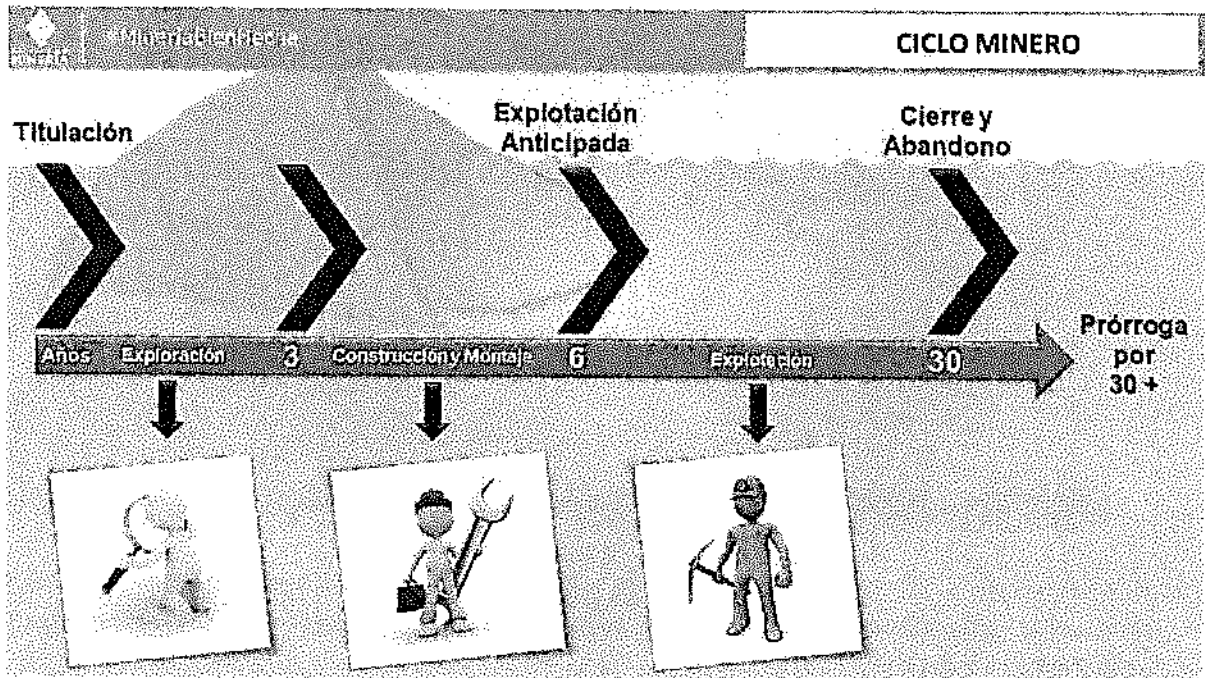 #MineríaBienHecha
CICLO MINERO
Titulación
Explotación
Anticipada
Cierre y
Abandono
Años
Exploración
3
Construcción y Montaje
6
Explotación
30
Prórroga
por
30 +